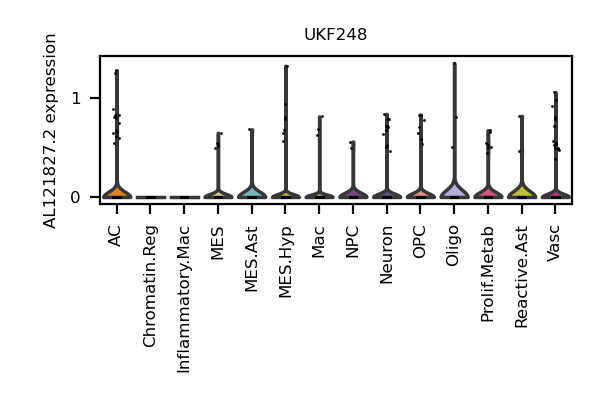 UKF248
AL121827.2 expression
1
0
AC
Chromatin.Reg
Inflammatory.Mac
MES
MES.Ast
MES.Hyp
Mac
NPC
Neuron
OPC
Oligo
Prolif.Metab
Reactive.Ast
Vasc